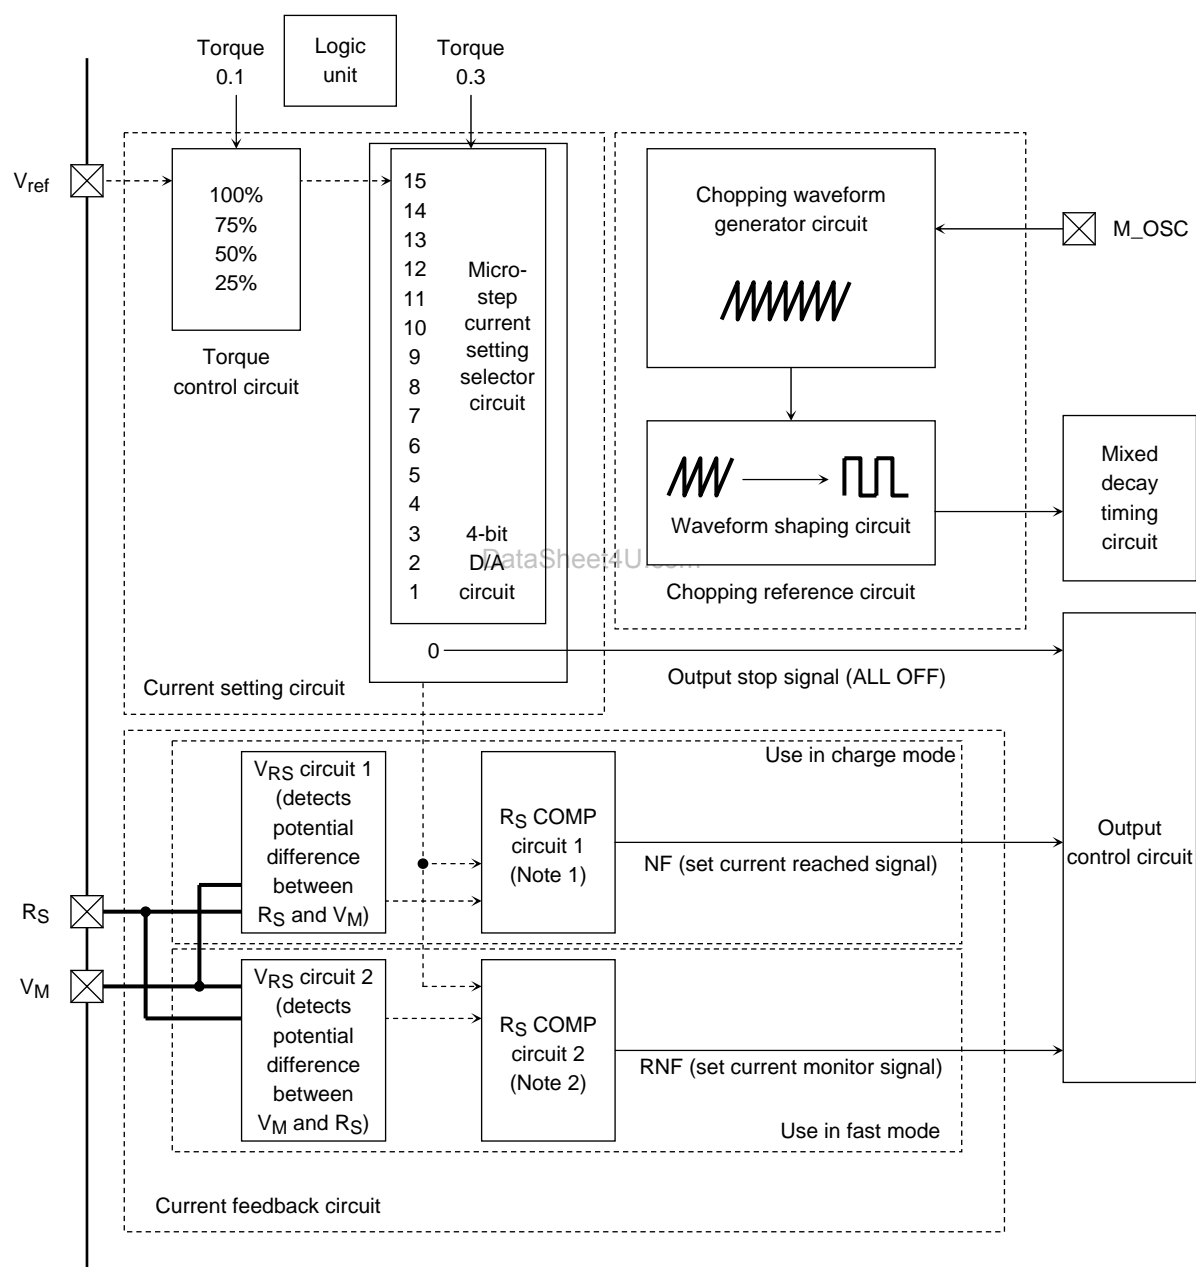 Torque
0.1
Logic
unit
Torque
0.3
Vref
100%
75%
50%
25%
Torque
control circuit
15
14
13
12
11
10
9
8
7
6
5
4
3
2
1
Micro-
step
current
setting
selector
circuit
4-bit
D/A
circuit
0
Current setting circuit
Chopping waveform
generator circuit
M_OSC
Waveform shaping circuit
Chopping reference circuit
Mixed
decay
timing
circuit
DataSheet4U.com
Output stop signal (ALL OFF)
Output
control circuit
Use in charge mode
VRS circuit 1
(detects
potential
difference
between
RS and VM)
RS COMP
circuit 1
(Note 1)
NF (set current reached signal)
RS
VM
VRS circuit 2
(detects
potential
difference
between
VM and RS)
RS COMP
circuit 2
(Note 2)
RNF (set current monitor signal)
Use in fast mode
Current feedback circuit